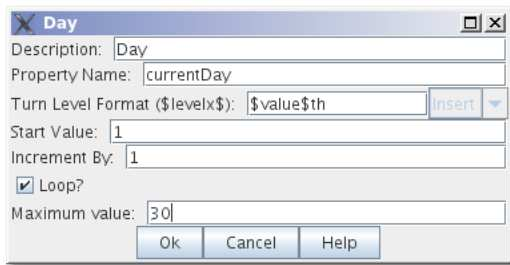 Day
Description: Day
Property Name: currentDay
Turn Level Format ($levelx$): $value$th Insert
Start Value: 1
Increment By: 1
Loop?
Maximum value: 30
Ok Cancel Help